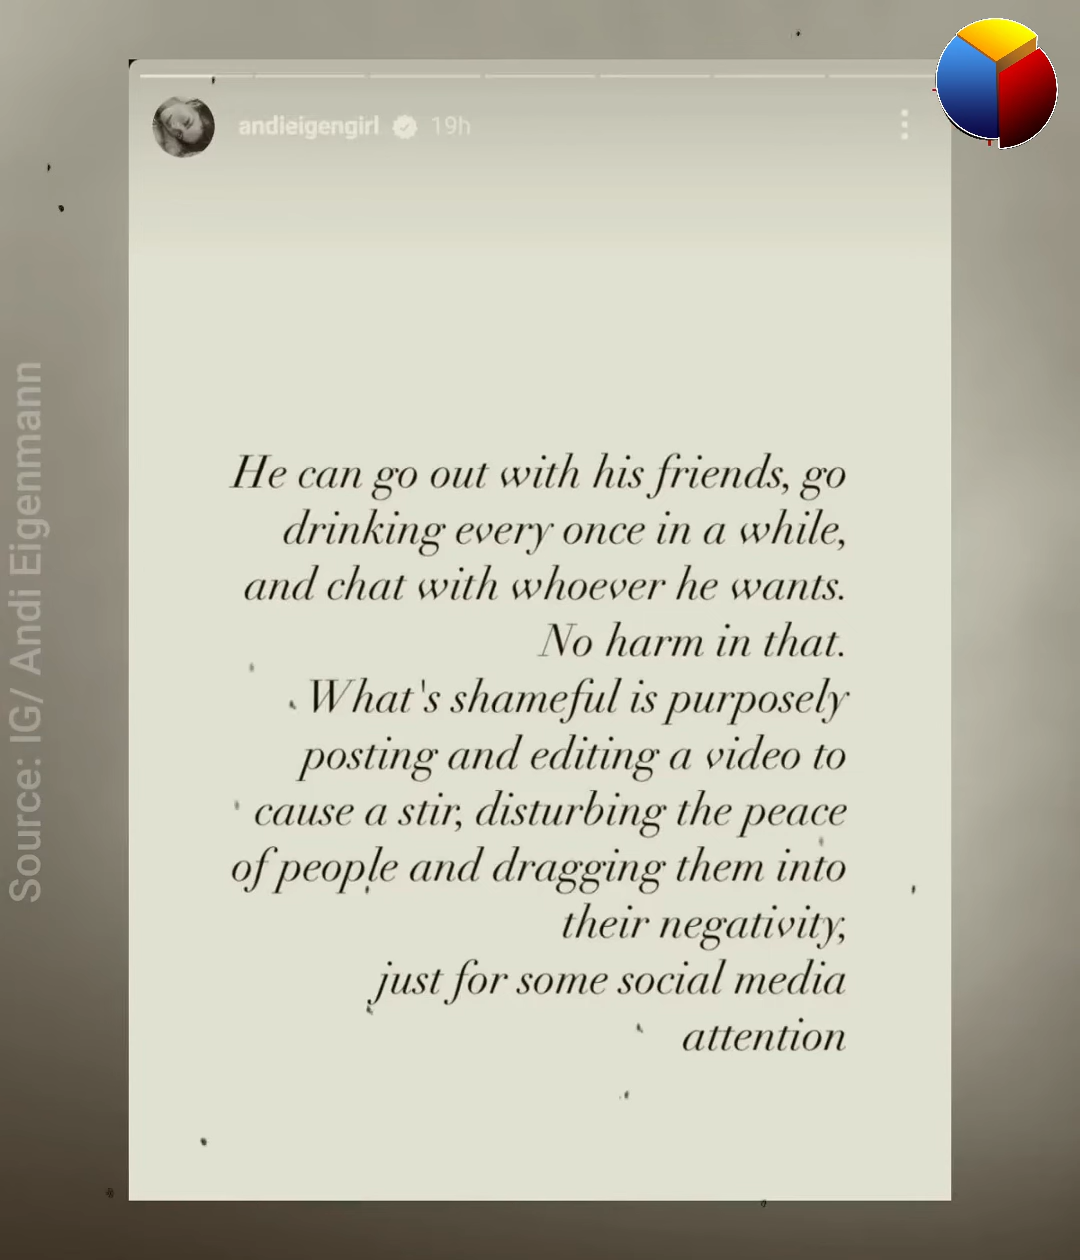 andieigengirl 19h
He can go out with his friends, go
drinking every once in a while,
and chat with whoever he wants.
No harm in that.
What's shameful is purposely
posting and editing a video to
cause a stir, disturbing the peace
of people and dragging them into
their negativity,
just for some social media
attention
Source: IG/ Andi Eigenmann